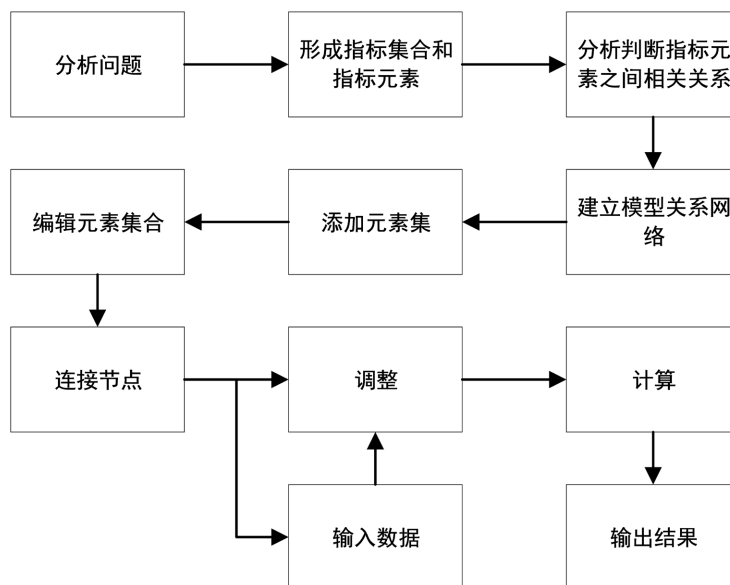 分析问题
形成指标集合和
指标元素
分析判断指标元
素之间相关关系
建立模型关系网
络
添加元素集
编辑元素集合
连接节点
调整
计算
输入数据
输出结果